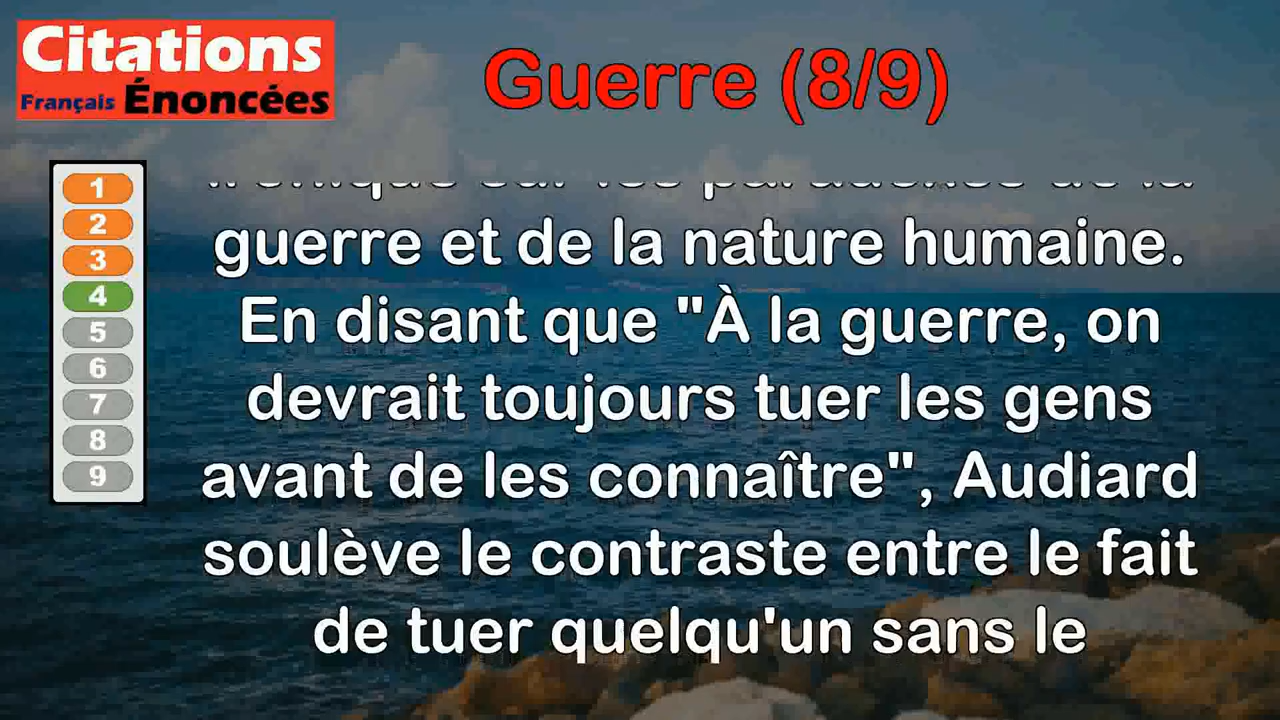 Citations
Français Énoncées
Guerre (8/9)
1
2
3
4
5
6
7
8
9
guerre et de la nature humaine.
En disant que "À la guerre, on
devrait toujours tuer les gens
avant de les connaître", Audiard
soulève le contraste entre le fait
de tuer quelqu'un sans le